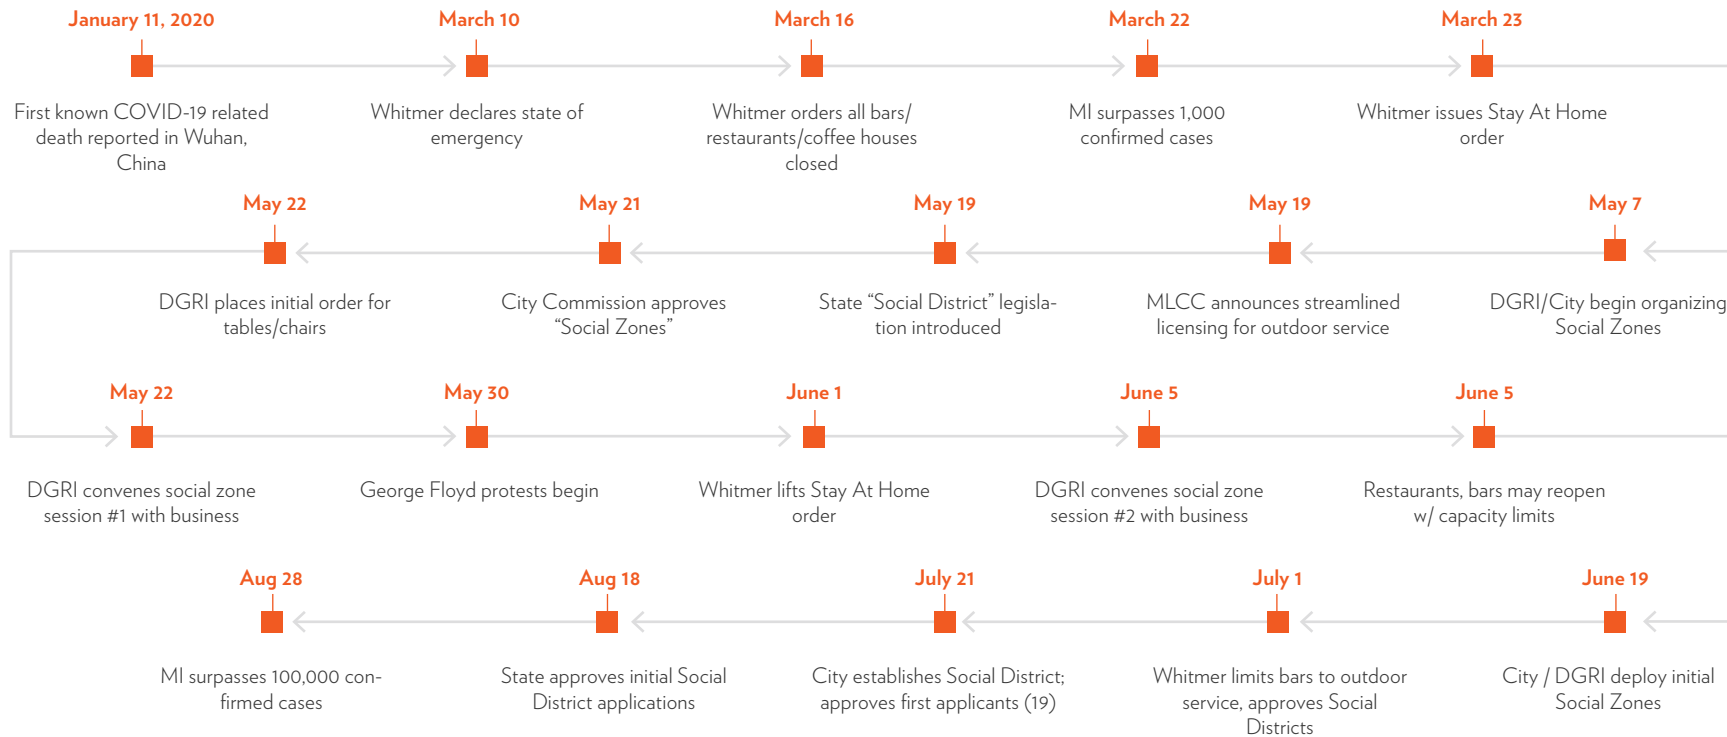 January 11, 2020
First known COVID-19 related
death reported in Wuhan,
China
March 10
Whitmer declares state of
emergency
March 16
Whitmer orders all bars/
restaurants/coffee houses
closed
March 22
MI surpasses 1,000
confirmed cases
March 23
Whitmer issues Stay At Home
order
May 7
DGRI/City begin organizing
Social Zones
May 19
MLCC announces streamlined
licensing for outdoor service
May 19
State “Social District” legisla-
tion introduced
May 21
City Commission approves
“Social Zones”
May 22
DGRI places initial order for
tables/chairs
May 22
DGRI convenes social zone
session #1 with business
May 30
George Floyd protests begin
June 1
Whitmer lifts Stay At Home
order
June 5
DGRI convenes social zone
session #2 with business
June 5
Restaurants, bars may reopen
w/ capacity limits
June 19
City / DGRI deploy initial
Social Zones
July 1
Whitmer limits bars to outdoor
service, approves Social
Districts
July 21
City establishes Social District;
approves first applicants (19)
Aug 18
State approves initial Social
District applications
Aug 28
MI surpasses 100,000 con-
firmed cases